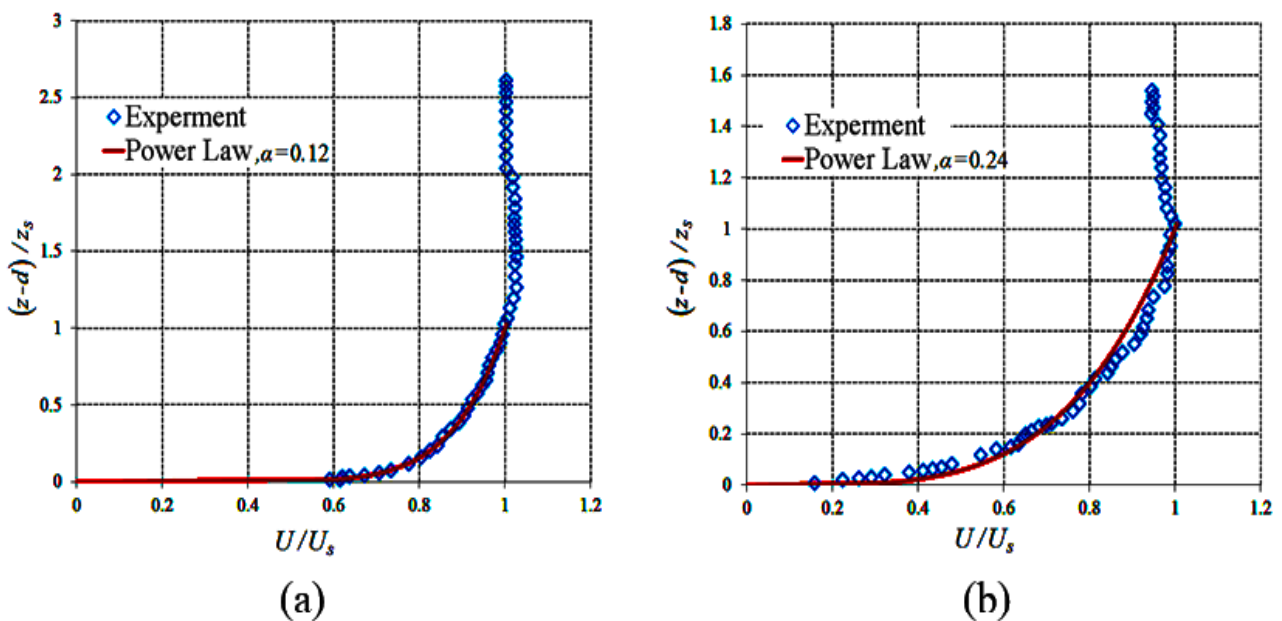 3
2.5
2
1.5
1
0.5
0
(z-d)/zs
Experment
Power Law,α=0.12
0 0.2 0.4 0.6 0.8 1 1.2
U/Us
(a)
1.8
1.6
1.4
1.2
1
0.8
0.6
0.4
0.2
0
(z-d)/zs
Experment
Power Law,α=0.24
0 0.2 0.4 0.6 0.8 1 1.2
U/Us
(b)